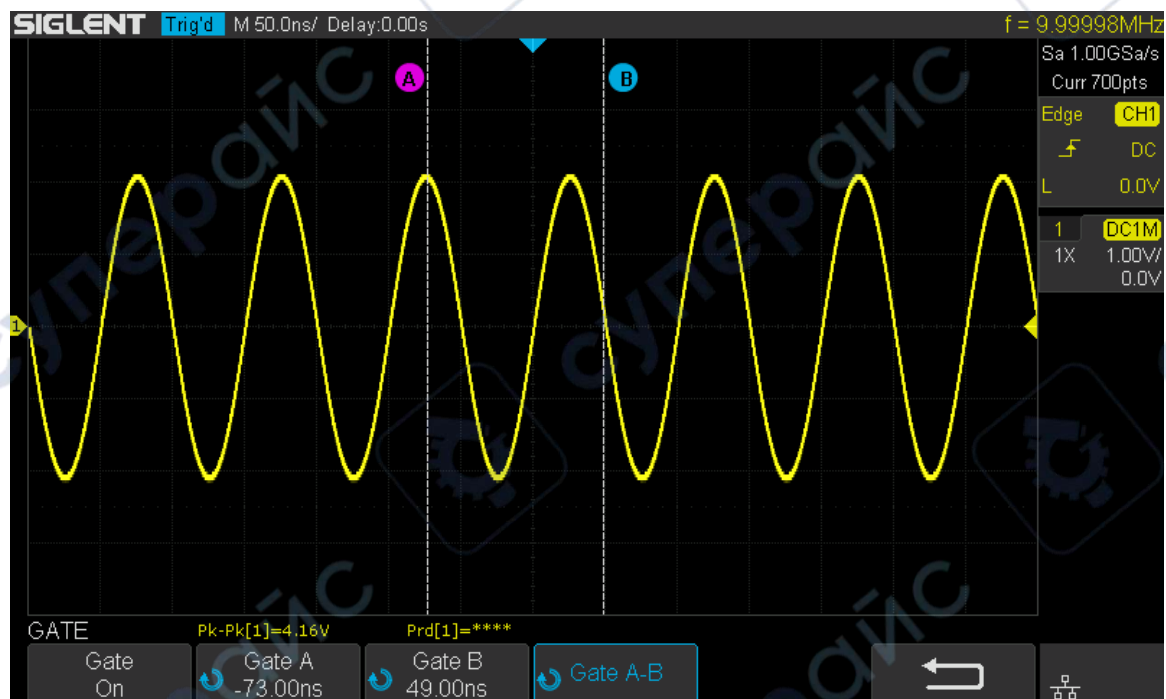 SIGLENT Trig'd M 50.0ns/ Delay:0.00s f = 9.99998MHz
Sa 1.00GSa/s
Curr 700pts
A B
Edge CH1
DC
L 0.0V
1 DC1M
1X 1.00V/
0.0V
1
GATE Pk-Pk[1]=4.16V Prd[1]=****
Gate Gate A Gate B Gate A-B
On -73.00ns 49.00ns
суперайс
суперайс
суперайс
суперайс